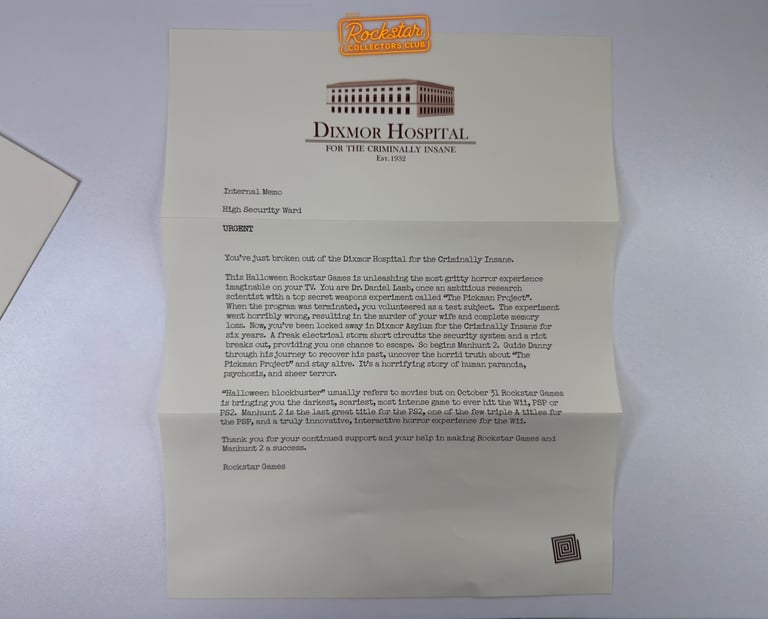 Rockstar
COLLECTORS CLUB
DIXMOR HOSPITAL
FOR THE CRIMINALLY INSANE
EST. 1932
Internal Memo
High Security Ward
URGENT
You've just broken out of the Dixmor Hospital for the Criminally Insane.
This Halloween Rockstar Games is unleashing the most gritty horror experience
imaginable on your TV. You are Dr. Daniel Lamb, once an ambitious research
scientist with a top secret weapons experiment called "The Pickman Project".
When the program was terminated, you volunteered as a test subject. The experiment
went horribly wrong, resulting in the murder of your wife and complete memory
loss. Now, you've been locked away in Dixmor Asylum for the Criminally Insane for
six years. A freak electrical storm short circuits the security system and a riot
breaks out, providing you one chance to escape. So begins Manhunt 2. Guide Danny
through his journey to recover his past, uncover the horrid truth about "The
Pickman Project" and stay alive. It's a horrifying story of human paranoia,
psychosis, and sheer terror.
"Halloween blockbuster" usually refers to movies but on October 31 Rockstar Games
is bringing you the darkest, scariest, most intense game to ever hit the Wii, PSP or
PS2. Manhunt 2 is the last great title for the PS2, one of the few triple A titles for
the PSP, and a truly innovative, interactive horror experience for the Wii.
Thank you for your continued support and your help in making Rockstar Games and
Manhunt 2 a success.
Rockstar Games